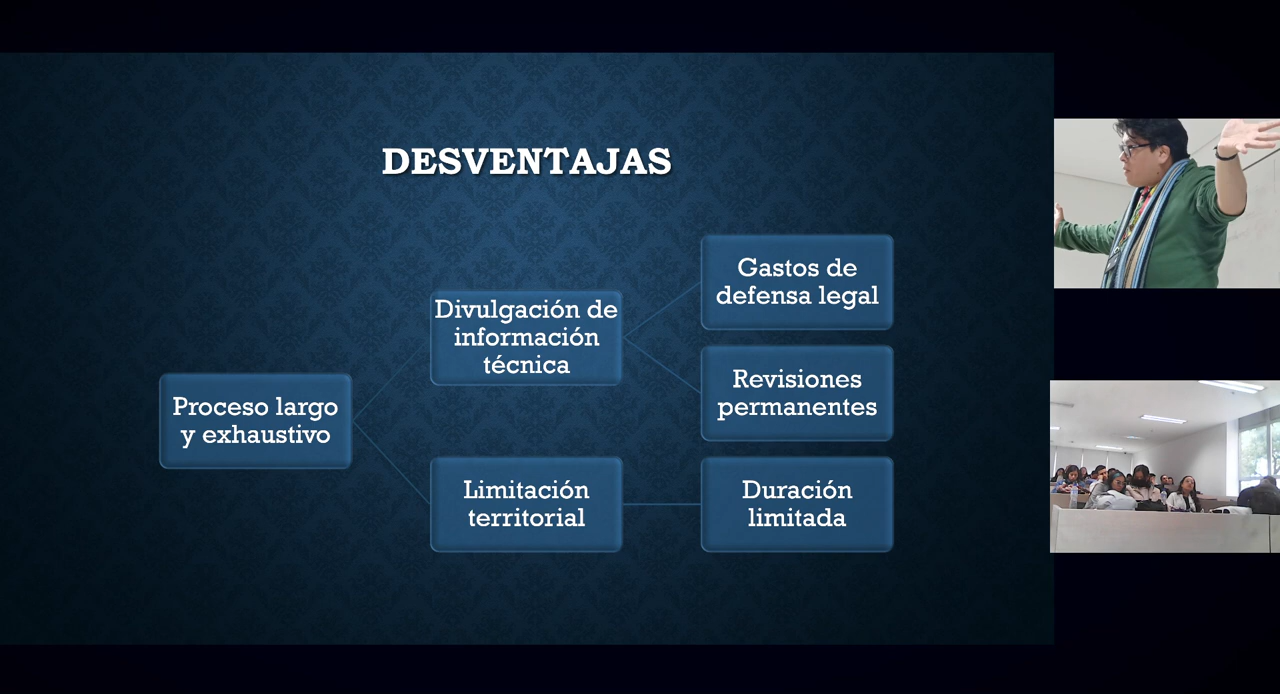 DESVENTAJAS
Proceso largo
y exhaustivo
Divulgación de
información
técnica
Limitación
territorial
Gastos de
defensa legal
Revisiones
permanentes
Duración
limitada